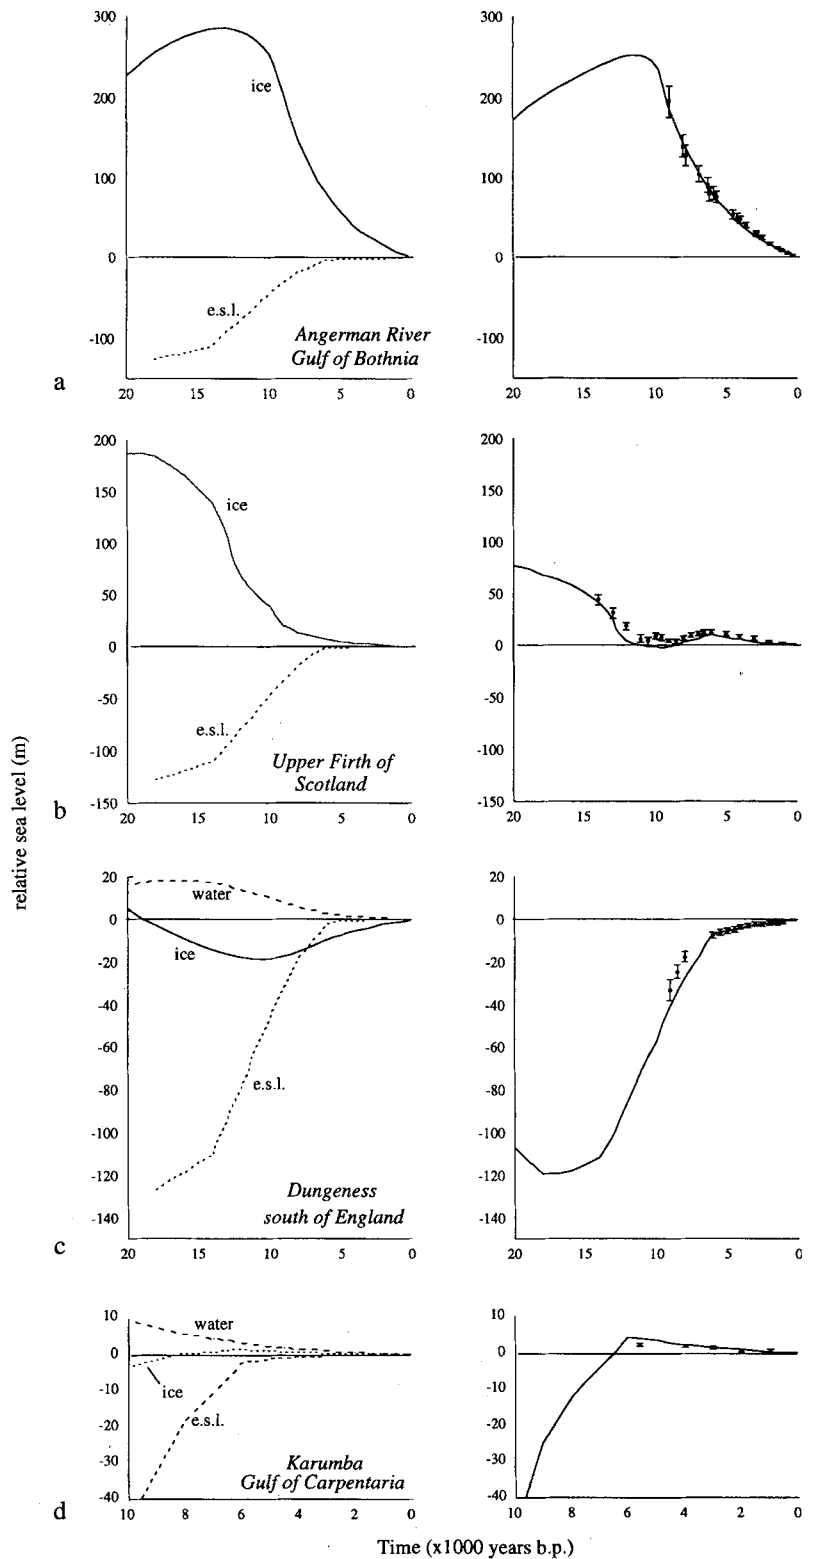 300
200
100
0
-100
ice
e.s.l.
Angerman River
Gulf of Bothnia
a
20 15 10 5 0
300
200
100
0
-100
20 15 10 5 0
200
150
100
50
0
-50
-100
-150
ice
e.s.l.
Upper Firth of
Scotland
b
20 15 10 5 0
200
150
100
50
0
-50
-100
-150
20 15 10 5 0
relative sea level (m)
20
0
-20
-40
-60
-80
-100
-120
-140
water
ice
e.s.l.
Dungeness
south of England
c
20 15 10 5 0
20
0
-20
-40
-60
-80
-100
-120
-140
20 15 10 5 0
10
0
-10
-20
-30
-40
water
ice
e.s.l.
Karumba
Gulf of Carpentaria
d
10 8 6 4 2 0
10
0
-10
-20
-30
-40
10 8 6 4 2 0
Time (x1000 years b.p.)